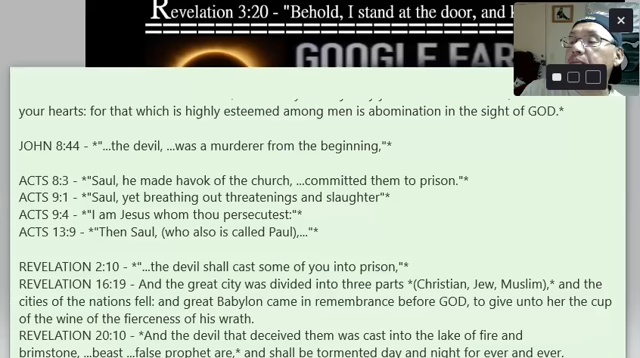 Revelation 3:20 - "Behold, I stand at the door, and
GOOGLE EAR
your hearts: for that which is highly esteemed among men is abomination in the sight of GOD.*
JOHN 8:44 - *"...the devil, ...was a murderer from the beginning,"*
ACTS 8:3 - *"Saul, he made havok of the church, ...committed them to prison."*
ACTS 9:1 - *"Saul, yet breathing out threatenings and slaughter"*
ACTS 9:4 - *"I am Jesus whom thou persecutest:"*
ACTS 13:9 - *"Then Saul, (who also is called Paul),..."*
REVELATION 2:10 - *"...the devil shall cast some of you into prison,"*
REVELATION 16:19 - And the great city was divided into three parts *(Christian, Jew, Muslim),* and the
cities of the nations fell: and great Babylon came in remembrance before GOD, to give unto her the cup
of the wine of the fierceness of his wrath.
REVELATION 20:10 - *And the devil that deceived them was cast into the lake of fire and
brimstone, ...beast ...false prophet are,* and shall be tormented day and night for ever and ever.